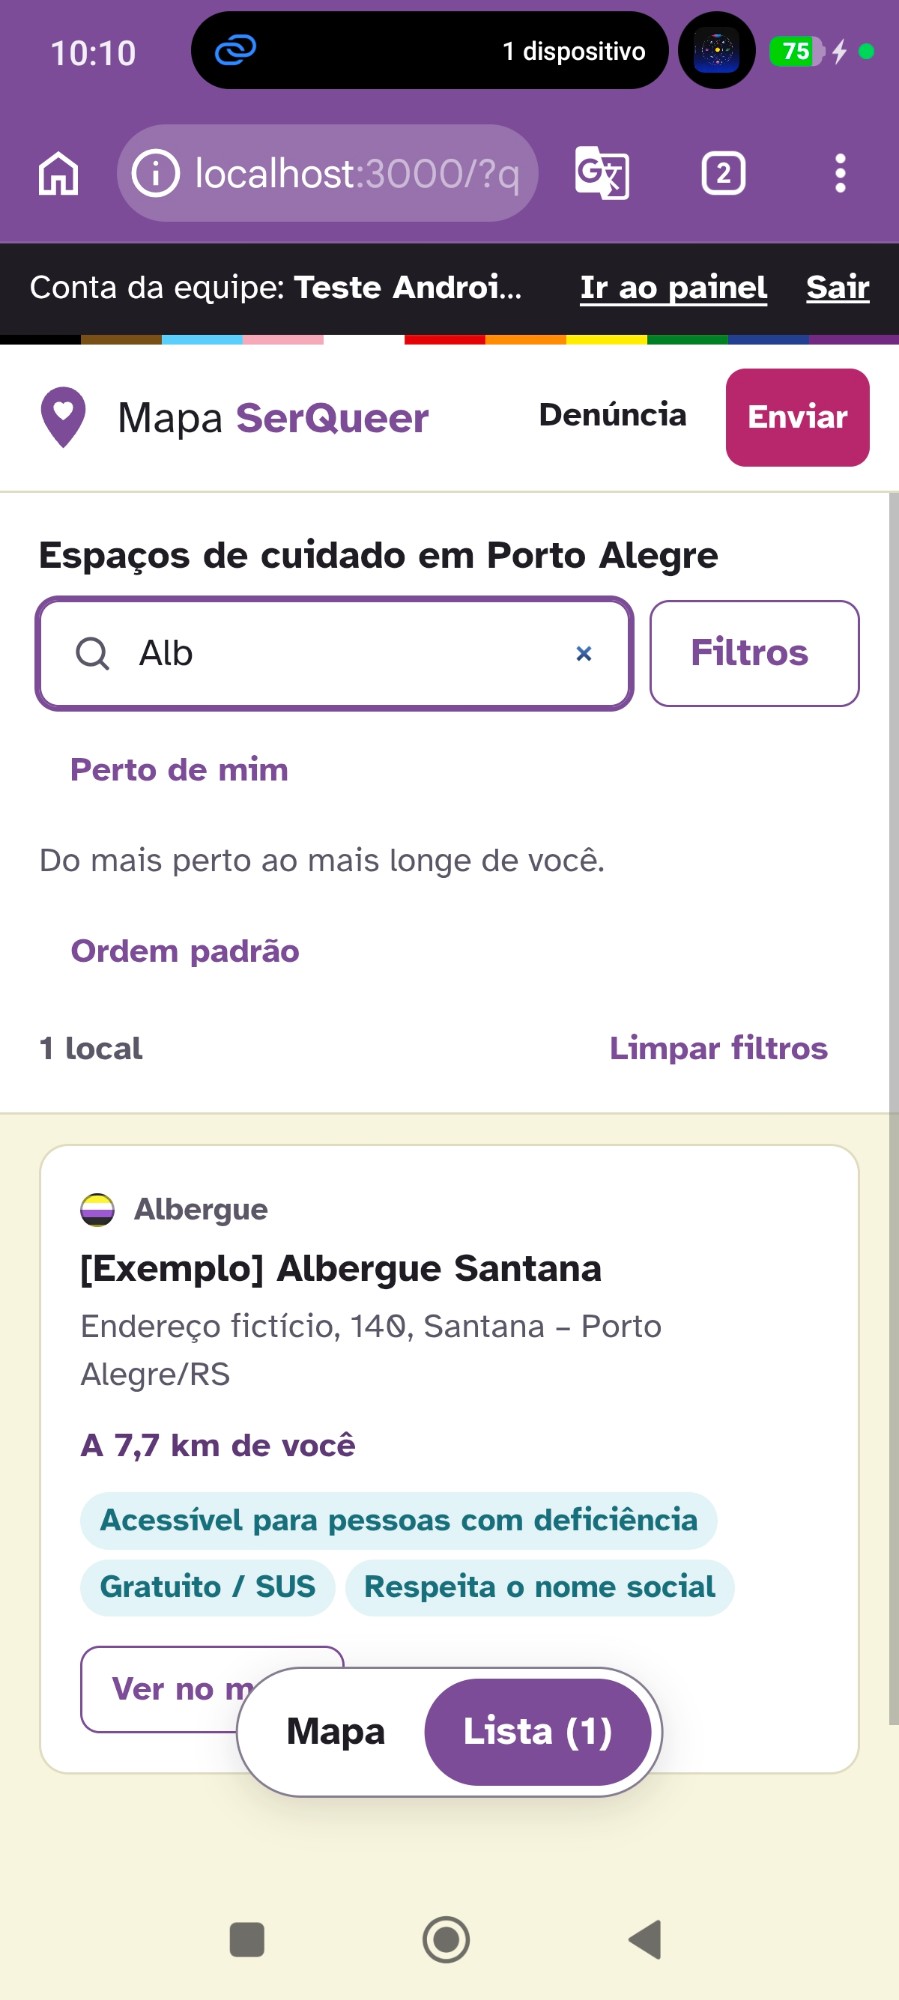 10:10
1 dispositivo
75
localhost:3000/?q
2
Conta da equipe: Teste Androi...
Ir ao painel
Sair
Mapa SerQueer
Denúncia
Enviar
Espaços de cuidado em Porto Alegre
Alb
×
Filtros
Perto de mim
Do mais perto ao mais longe de você.
Ordem padrão
1 local
Limpar filtros
Albergue
[Exemplo] Albergue Santana
Endereço fictício, 140, Santana – Porto
Alegre/RS
A 7,7 km de você
Acessível para pessoas com deficiência
Gratuito / SUS
Respeita o nome social
Ver no m
Mapa
Lista (1)